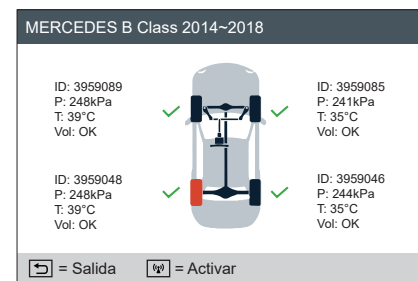 MERCEDES B Class 2014~2018
ID: 3959089
P: 248kPa
T: 39°C
Vol: OK
ID: 3959085
P: 241kPa
T: 35°C
Vol: OK
ID: 3959048
P: 248kPa
T: 39°C
Vol: OK
ID: 3959046
P: 244kPa
T: 35°C
Vol: OK
= Salida
= Activar